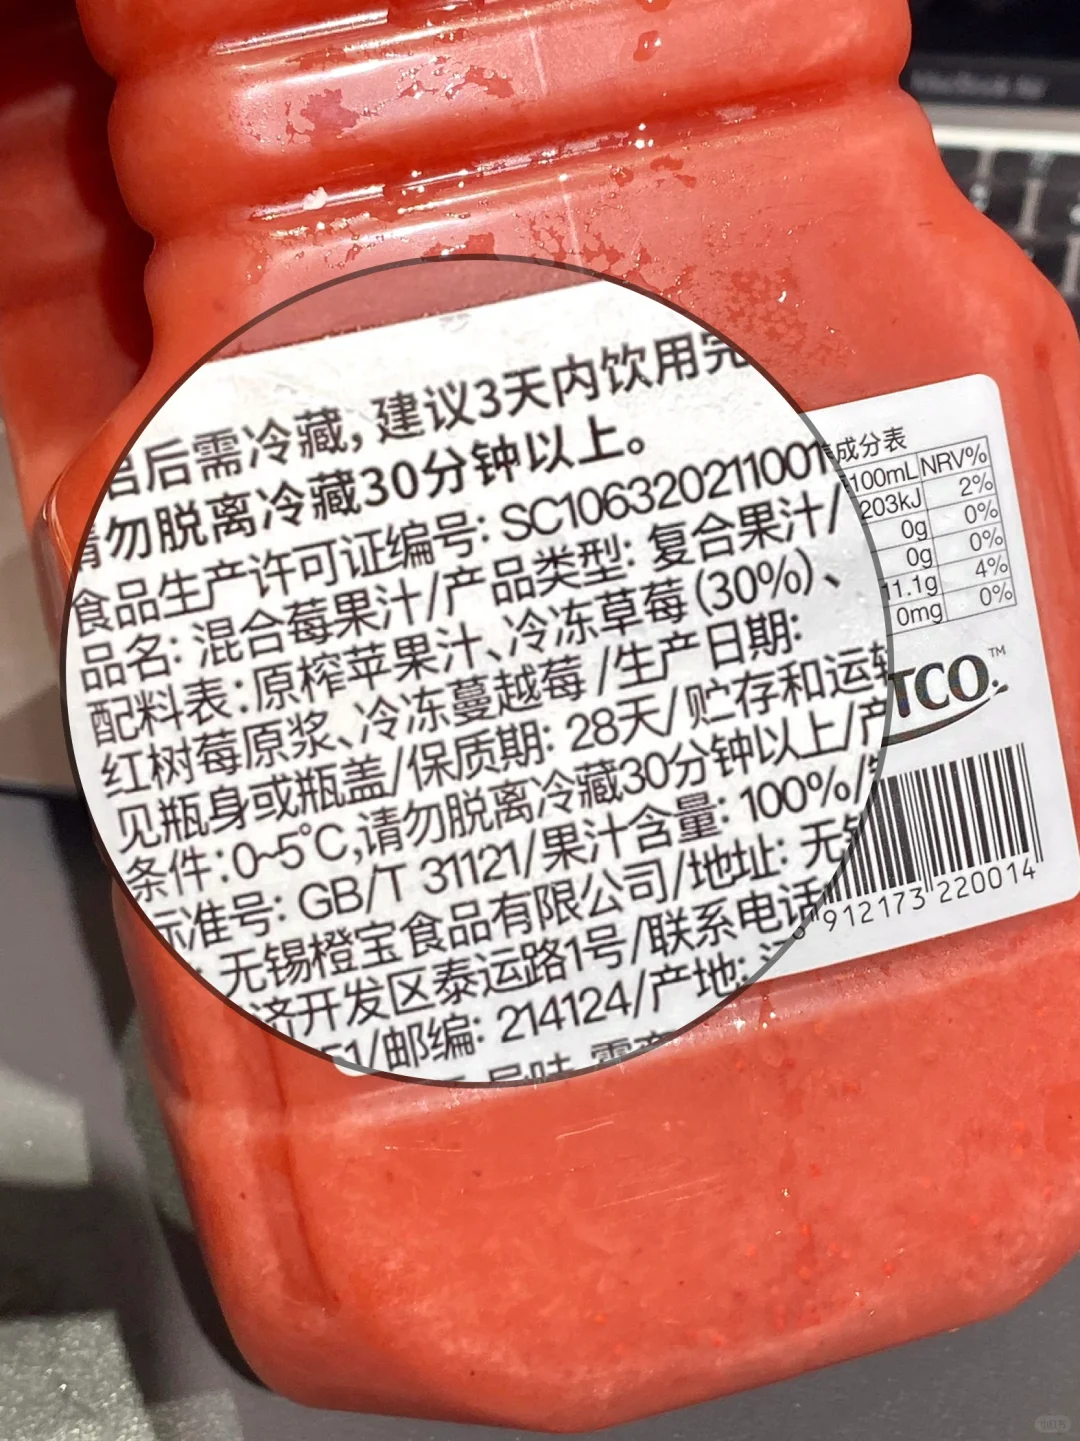 启后需冷藏,建议3天内饮用完
请勿脱离冷藏30分钟以上。
食品生产许可证编号: SC106320211001
品名: 混合莓果汁/产品类型: 复合果汁/
配料表:原榨苹果汁、冷冻草莓(30%)、
红树莓原浆、冷冻蔓越莓/生产日期:
见瓶身或瓶盖/保质期: 28天/贮存和运输
条件:0~5℃,请勿脱离冷藏30分钟以上/产
标准号: GB/T 31121/果汁含量: 100%/
无锡橙宝食品有限公司/地址: 无锡
济开发区泰运路1号/联系电话
51/邮编: 214124/产地:
成分表
100mL NRV%
203kJ 2%
0g 0%
0g 0%
11.1g 4%
0mg 0%
TCO.™
912173 220014
MacBook Air
小红书